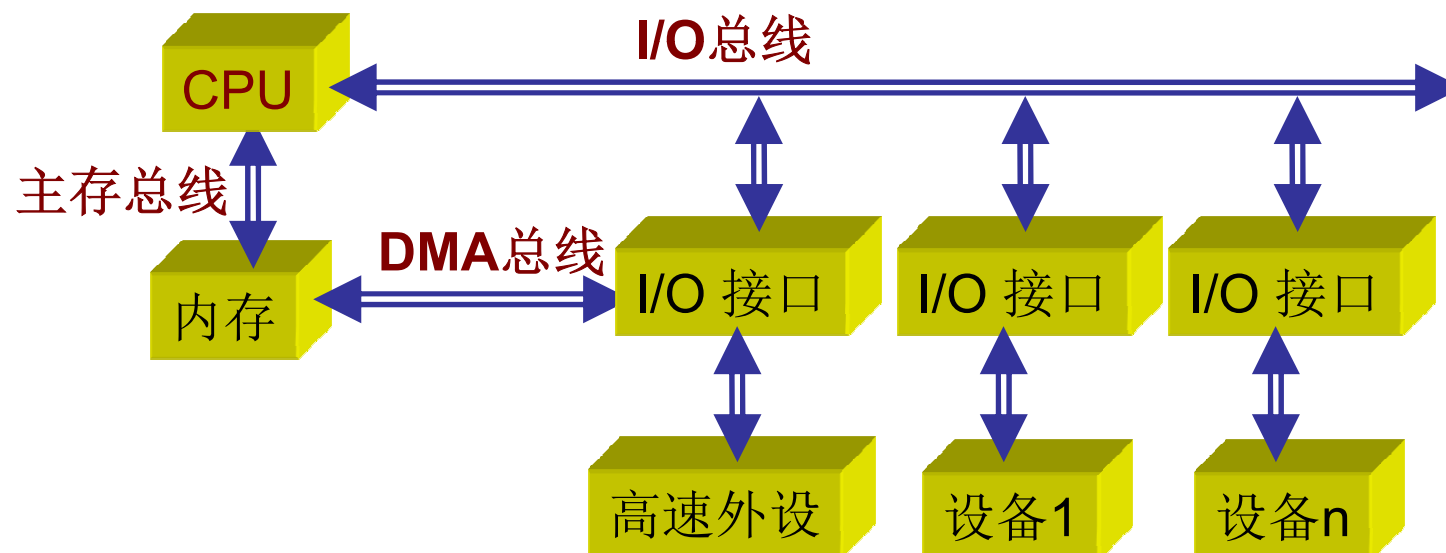 I/O总线
CPU
主存总线
DMA总线
内存
I/O 接口
I/O 接口
I/O 接口
高速外设
设备1
设备n